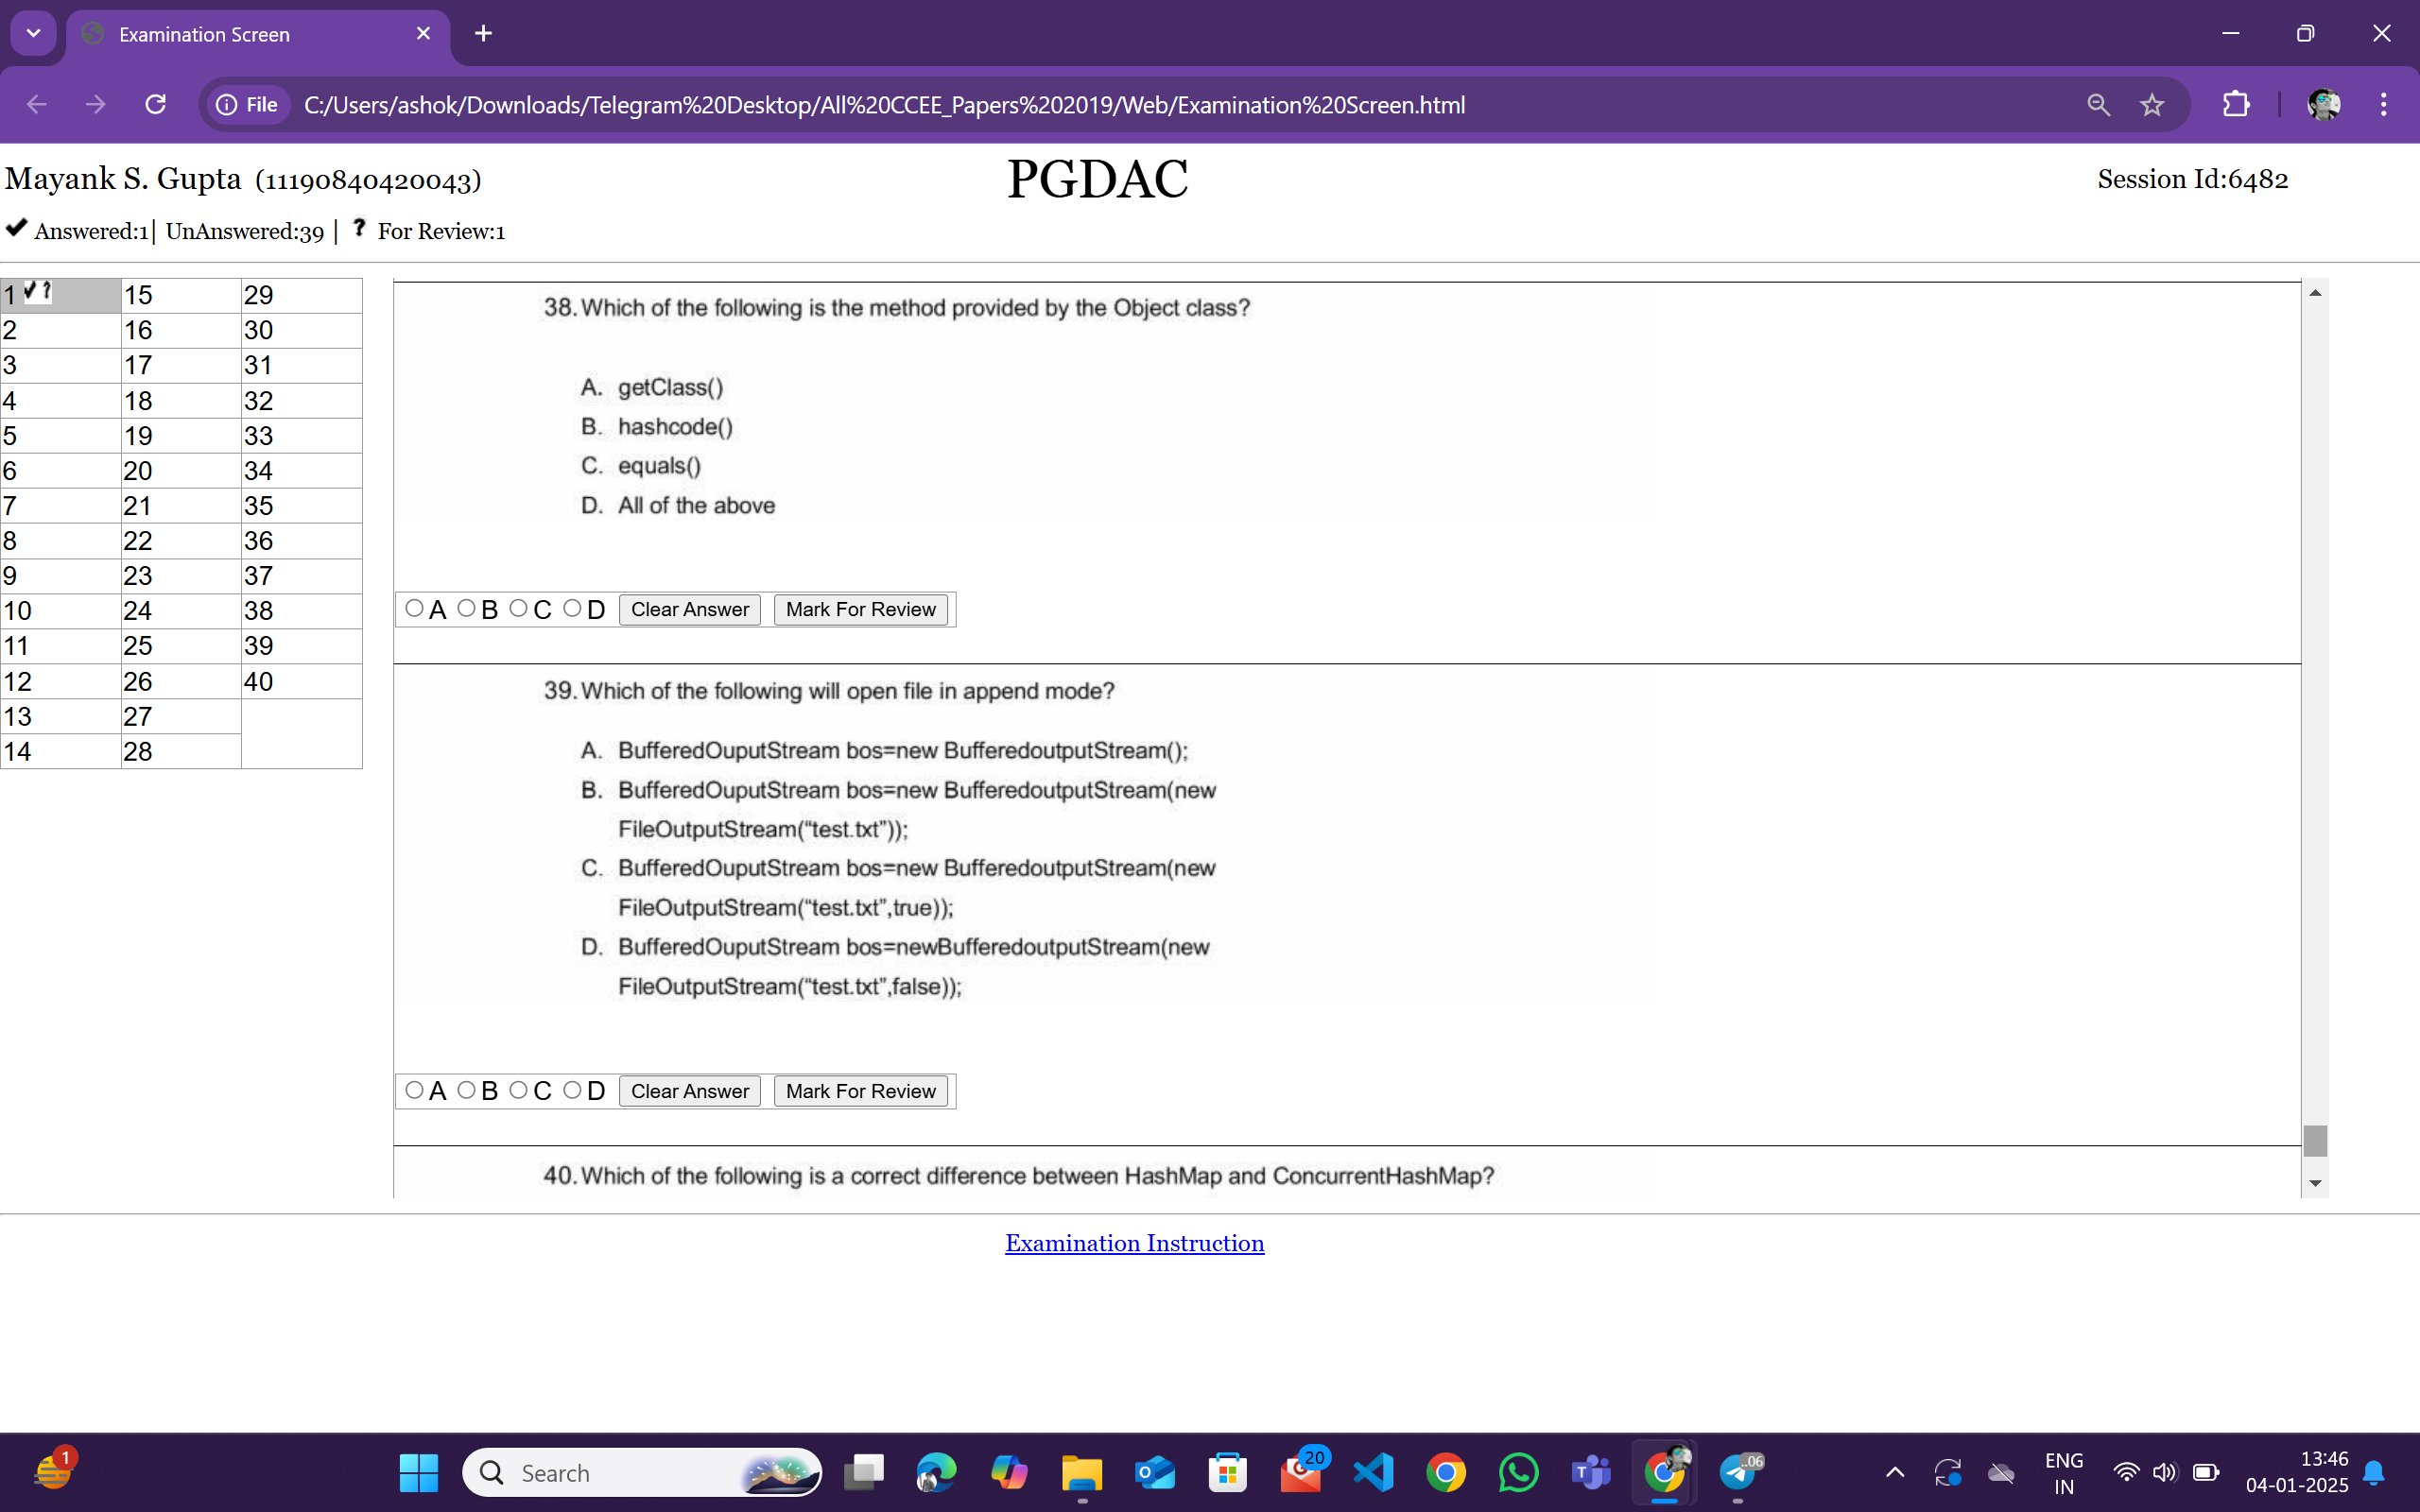 Examination Screen
File C:/Users/ashok/Downloads/Telegram%20Desktop/All%20CCEE_Papers%202019/Web/Examination%20Screen.html
Mayank S. Gupta (11190840420043)
PGDAC
Session Id:6482
Answered:1| UnAnswered:39 | ? For Review:1
1 ? 15 29
2 16 30
3 17 31
4 18 32
5 19 33
6 20 34
7 21 35
8 22 36
9 23 37
10 24 38
11 25 39
12 26 40
13 27
14 28
38. Which of the following is the method provided by the Object class?
A. getClass()
B. hashcode()
C. equals()
D. All of the above
A B C D Clear Answer Mark For Review
39. Which of the following will open file in append mode?
A. BufferedOuputStream bos=new BufferedoutputStream();
B. BufferedOuputStream bos=new BufferedoutputStream(new
FileOutputStream(“test.txt”));
C. BufferedOuputStream bos=new BufferedoutputStream(new
FileOutputStream(“test.txt”,true));
D. BufferedOuputStream bos=newBufferedoutputStream(new
FileOutputStream(“test.txt”,false));
A B C D Clear Answer Mark For Review
40. Which of the following is a correct difference between HashMap and ConcurrentHashMap?
Examination Instruction
1
Search
20
..06
ENG
IN
13:46
04-01-2025